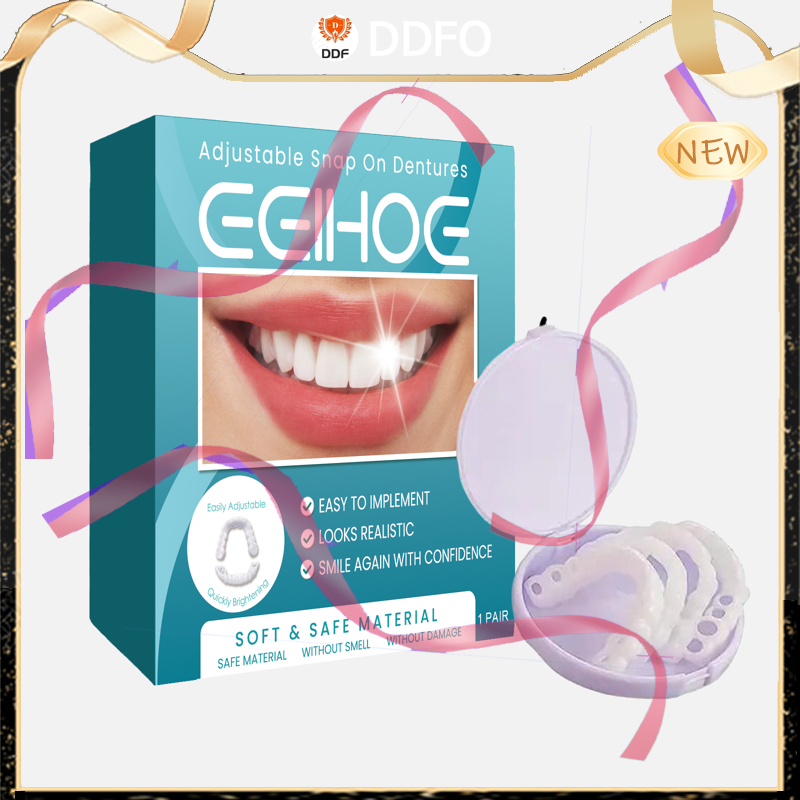 DDF
DDFO
NEW
Adjustable Snap On Dentures
EEIHOE
Easily Adjustable
Quickly Brightening
EASY TO IMPLEMENT
LOOKS REALISTIC
SMILE AGAIN WITH CONFIDENCE
SOFT & SAFE MATERIAL
1 PAIR
SAFE MATERIAL WITHOUT SMELL WITHOUT DAMAGE